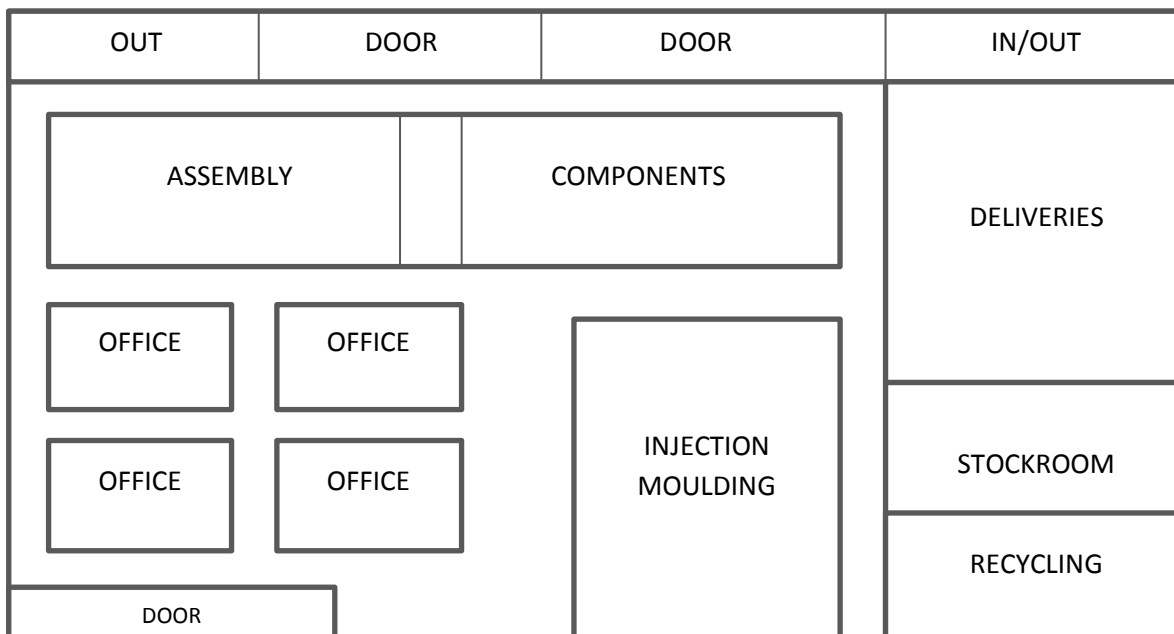 OUT
DOOR
DOOR
IN/OUT
ASSEMBLY
COMPONENTS
DELIVERIES
OFFICE
OFFICE
INJECTION
MOULDING
STOCKROOM
OFFICE
OFFICE
RECYCLING
DOOR